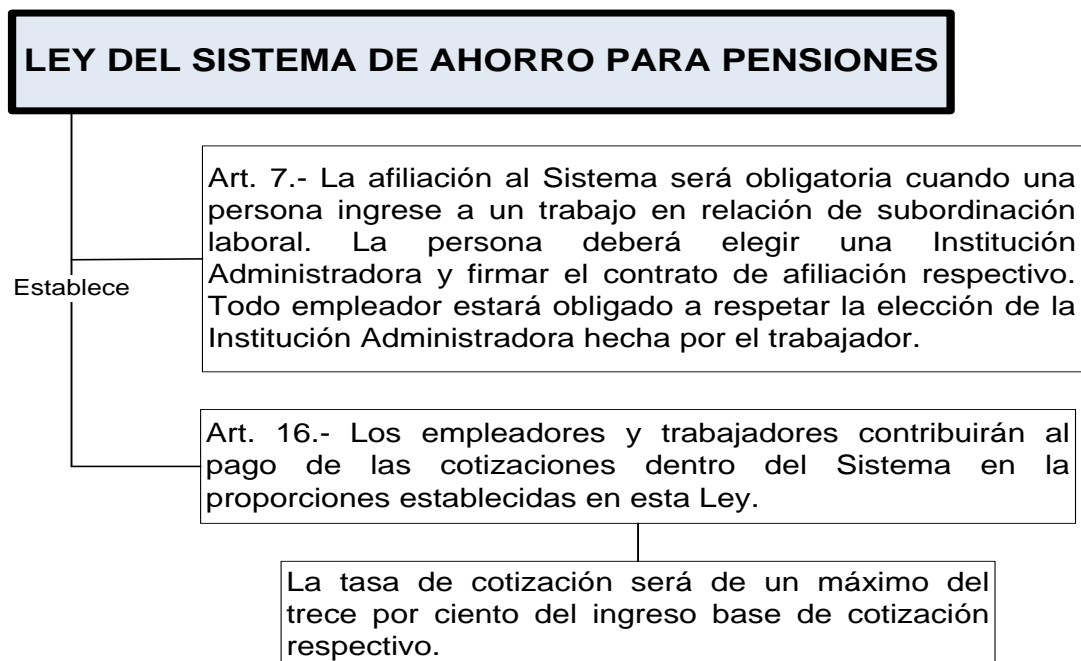 LEY DEL SISTEMA DE AHORRO PARA PENSIONES
Art. 7.- La afiliación al Sistema será obligatoria cuando una
persona ingrese a un trabajo en relación de subordinación
laboral. La persona deberá elegir una Institución
Administradora y firmar el contrato de afiliación respectivo.
Todo empleador estará obligado a respetar la elección de la
Institución Administradora hecha por el trabajador.
Establece
Art. 16.- Los empleadores y trabajadores contribuirán al
pago de las cotizaciones dentro del Sistema en la
proporciones establecidas en esta Ley.
La tasa de cotización será de un máximo del
trece por ciento del ingreso base de cotización
respectivo.